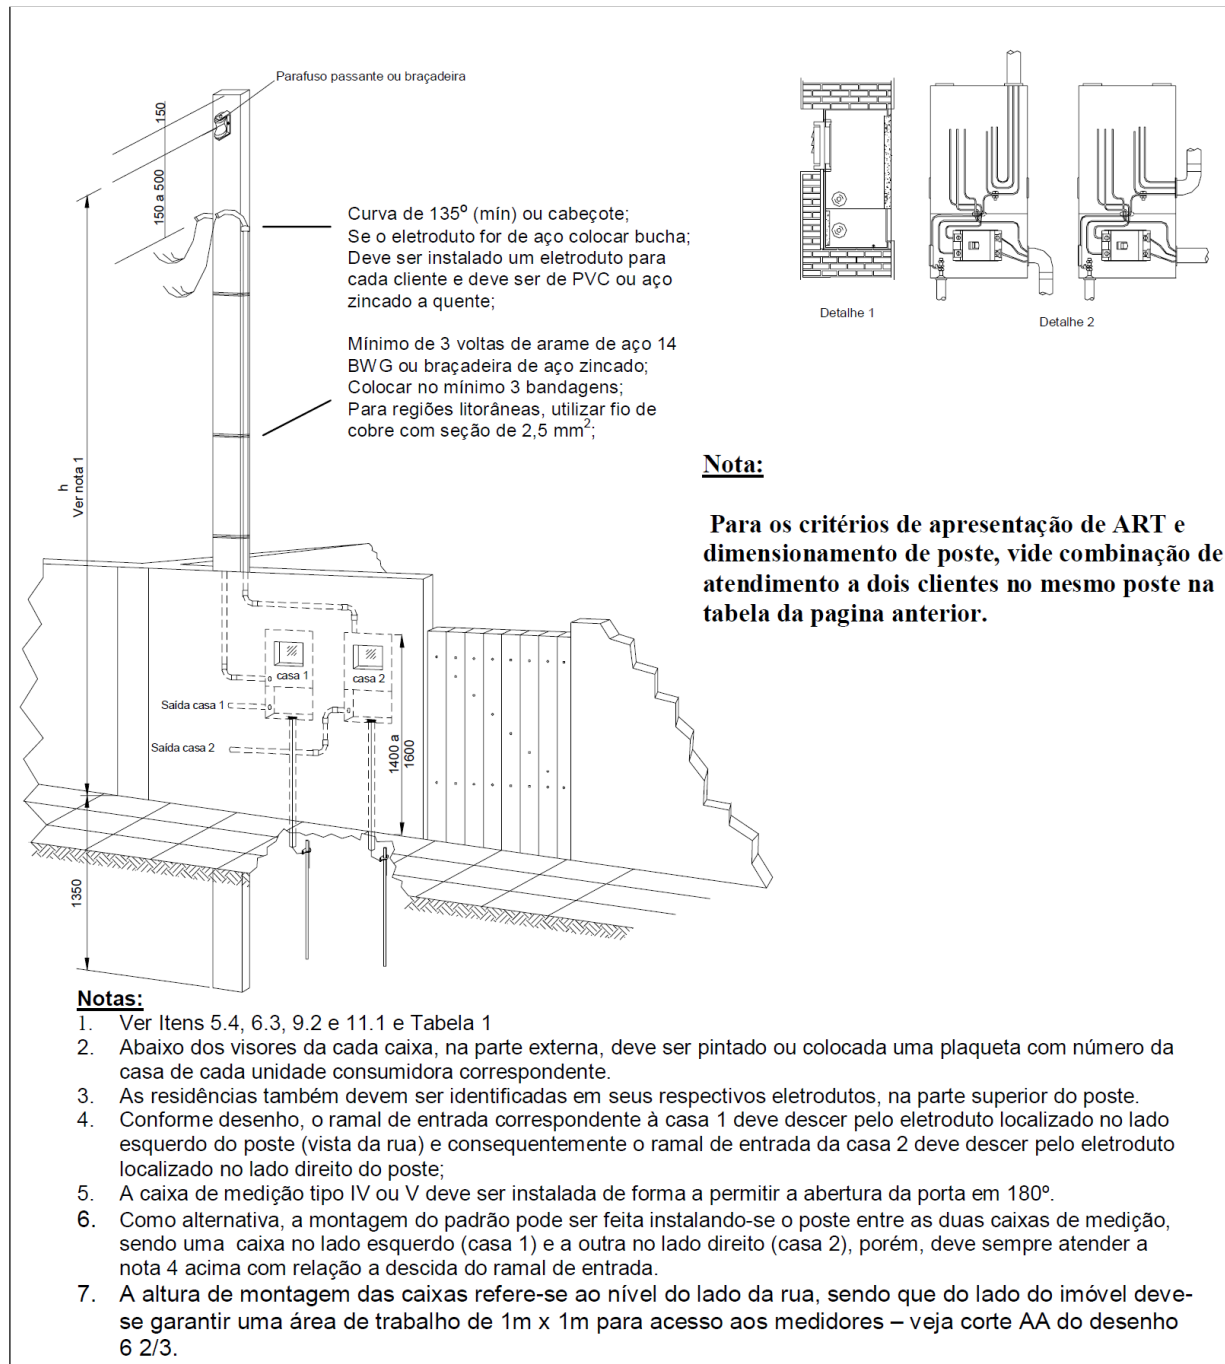 Parafuso passante ou braçadeira
150
150 a 500
Curva de 135º (mín) ou cabeçote;
Se o eletroduto for de aço colocar bucha;
Deve ser instalado um eletroduto para
cada cliente e deve ser de PVC ou aço
zincado a quente;
Mínimo de 3 voltas de arame de aço 14
BWG ou braçadeira de aço zincado;
Colocar no mínimo 3 bandagens;
Para regiões litorâneas, utilizar fio de
cobre com seção de 2,5 mm²;
Detalhe 1
Detalhe 2
Nota:
Para os critérios de apresentação de ART e
dimensionamento de poste, vide combinação de
atendimento a dois clientes no mesmo poste na
tabela da pagina anterior.
h
Ver nota 1
casa 1
casa 2
Saída casa 1
Saída casa 2
1400 a
1600
1350
Notas:
1. Ver Itens 5.4, 6.3, 9.2 e 11.1 e Tabela 1
2. Abaixo dos visores da cada caixa, na parte externa, deve ser pintado ou colocada uma plaqueta com número da
casa de cada unidade consumidora correspondente.
3. As residências também devem ser identificadas em seus respectivos eletrodutos, na parte superior do poste.
4. Conforme desenho, o ramal de entrada correspondente à casa 1 deve descer pelo eletroduto localizado no lado
esquerdo do poste (vista da rua) e consequentemente o ramal de entrada da casa 2 deve descer pelo eletroduto
localizado no lado direito do poste;
5. A caixa de medição tipo IV ou V deve ser instalada de forma a permitir a abertura da porta em 180º.
6. Como alternativa, a montagem do padrão pode ser feita instalando-se o poste entre as duas caixas de medição,
sendo uma caixa no lado esquerdo (casa 1) e a outra no lado direito (casa 2), porém, deve sempre atender a
nota 4 acima com relação a descida do ramal de entrada.
7. A altura de montagem das caixas refere-se ao nível do lado da rua, sendo que do lado do imóvel deve-
se garantir uma área de trabalho de 1m x 1m para acesso aos medidores – veja corte AA do desenho
6 2/3.